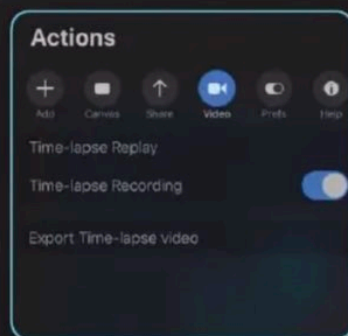 Actions
Add Canvas Share Video Prefs Help
Time-lapse Replay
Time-lapse Recording
Export Time-lapse video